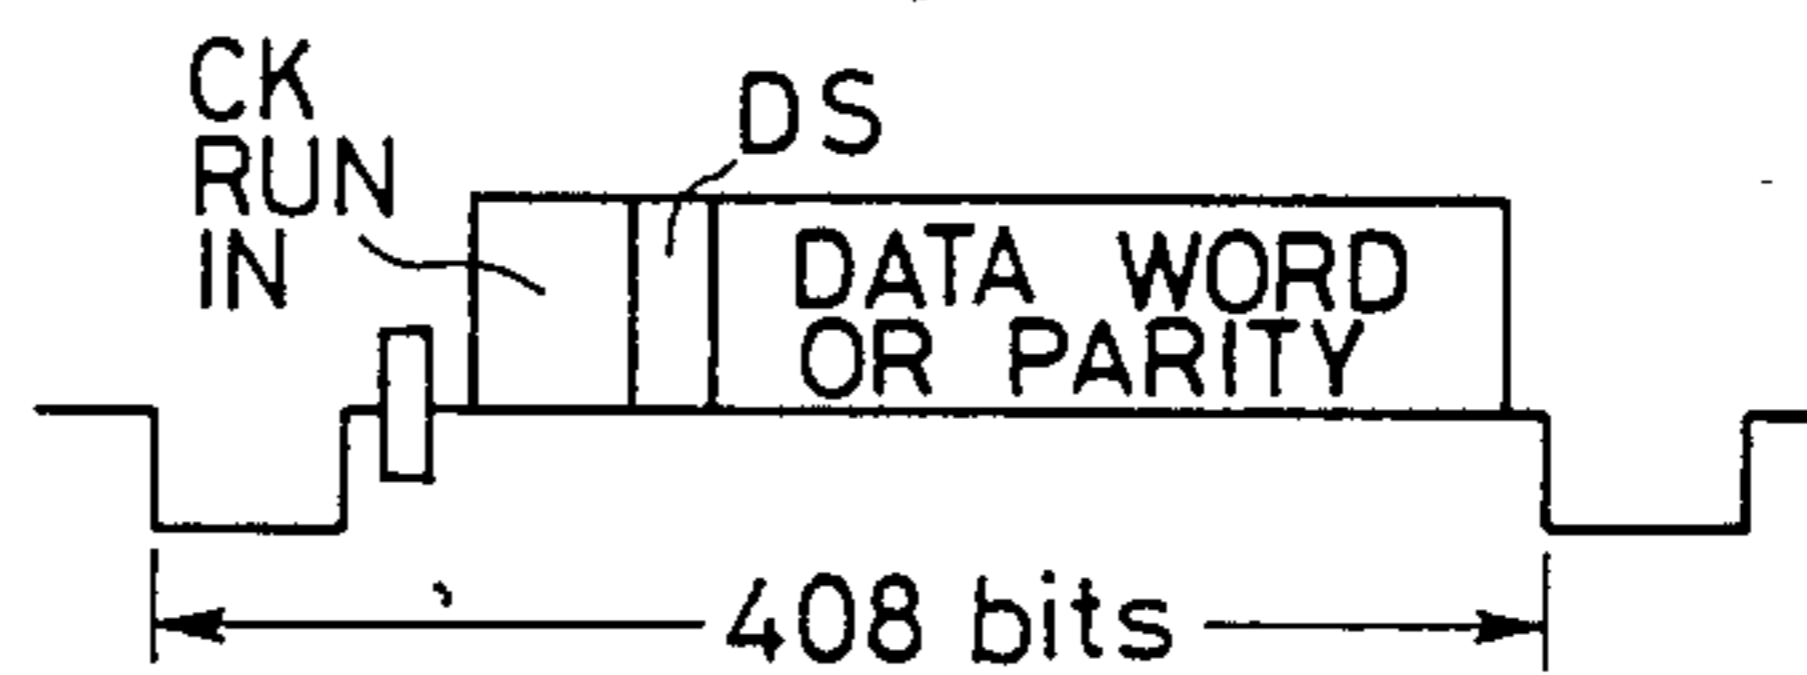 CK
RUN
IN
DS
DATA WORD
OR PARITY
408 bits